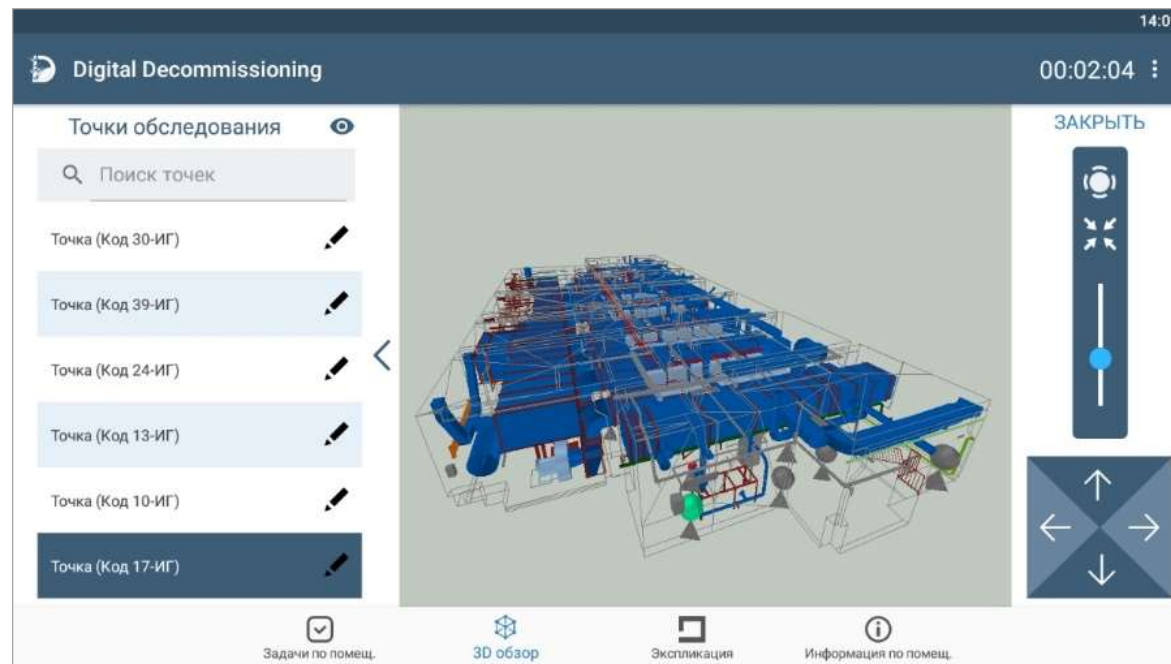 14:0
Digital Decommissioning
00:02:04
Точки обследования
ЗАКРЫТЬ
Поиск точек
Точка (Код 30-ИГ)
Точка (Код 39-ИГ)
Точка (Код 24-ИГ)
Точка (Код 13-ИГ)
Точка (Код 10-ИГ)
Точка (Код 17-ИГ)
Задачи по помещ.
3D обзор
Экспликация
Информация по помещ.